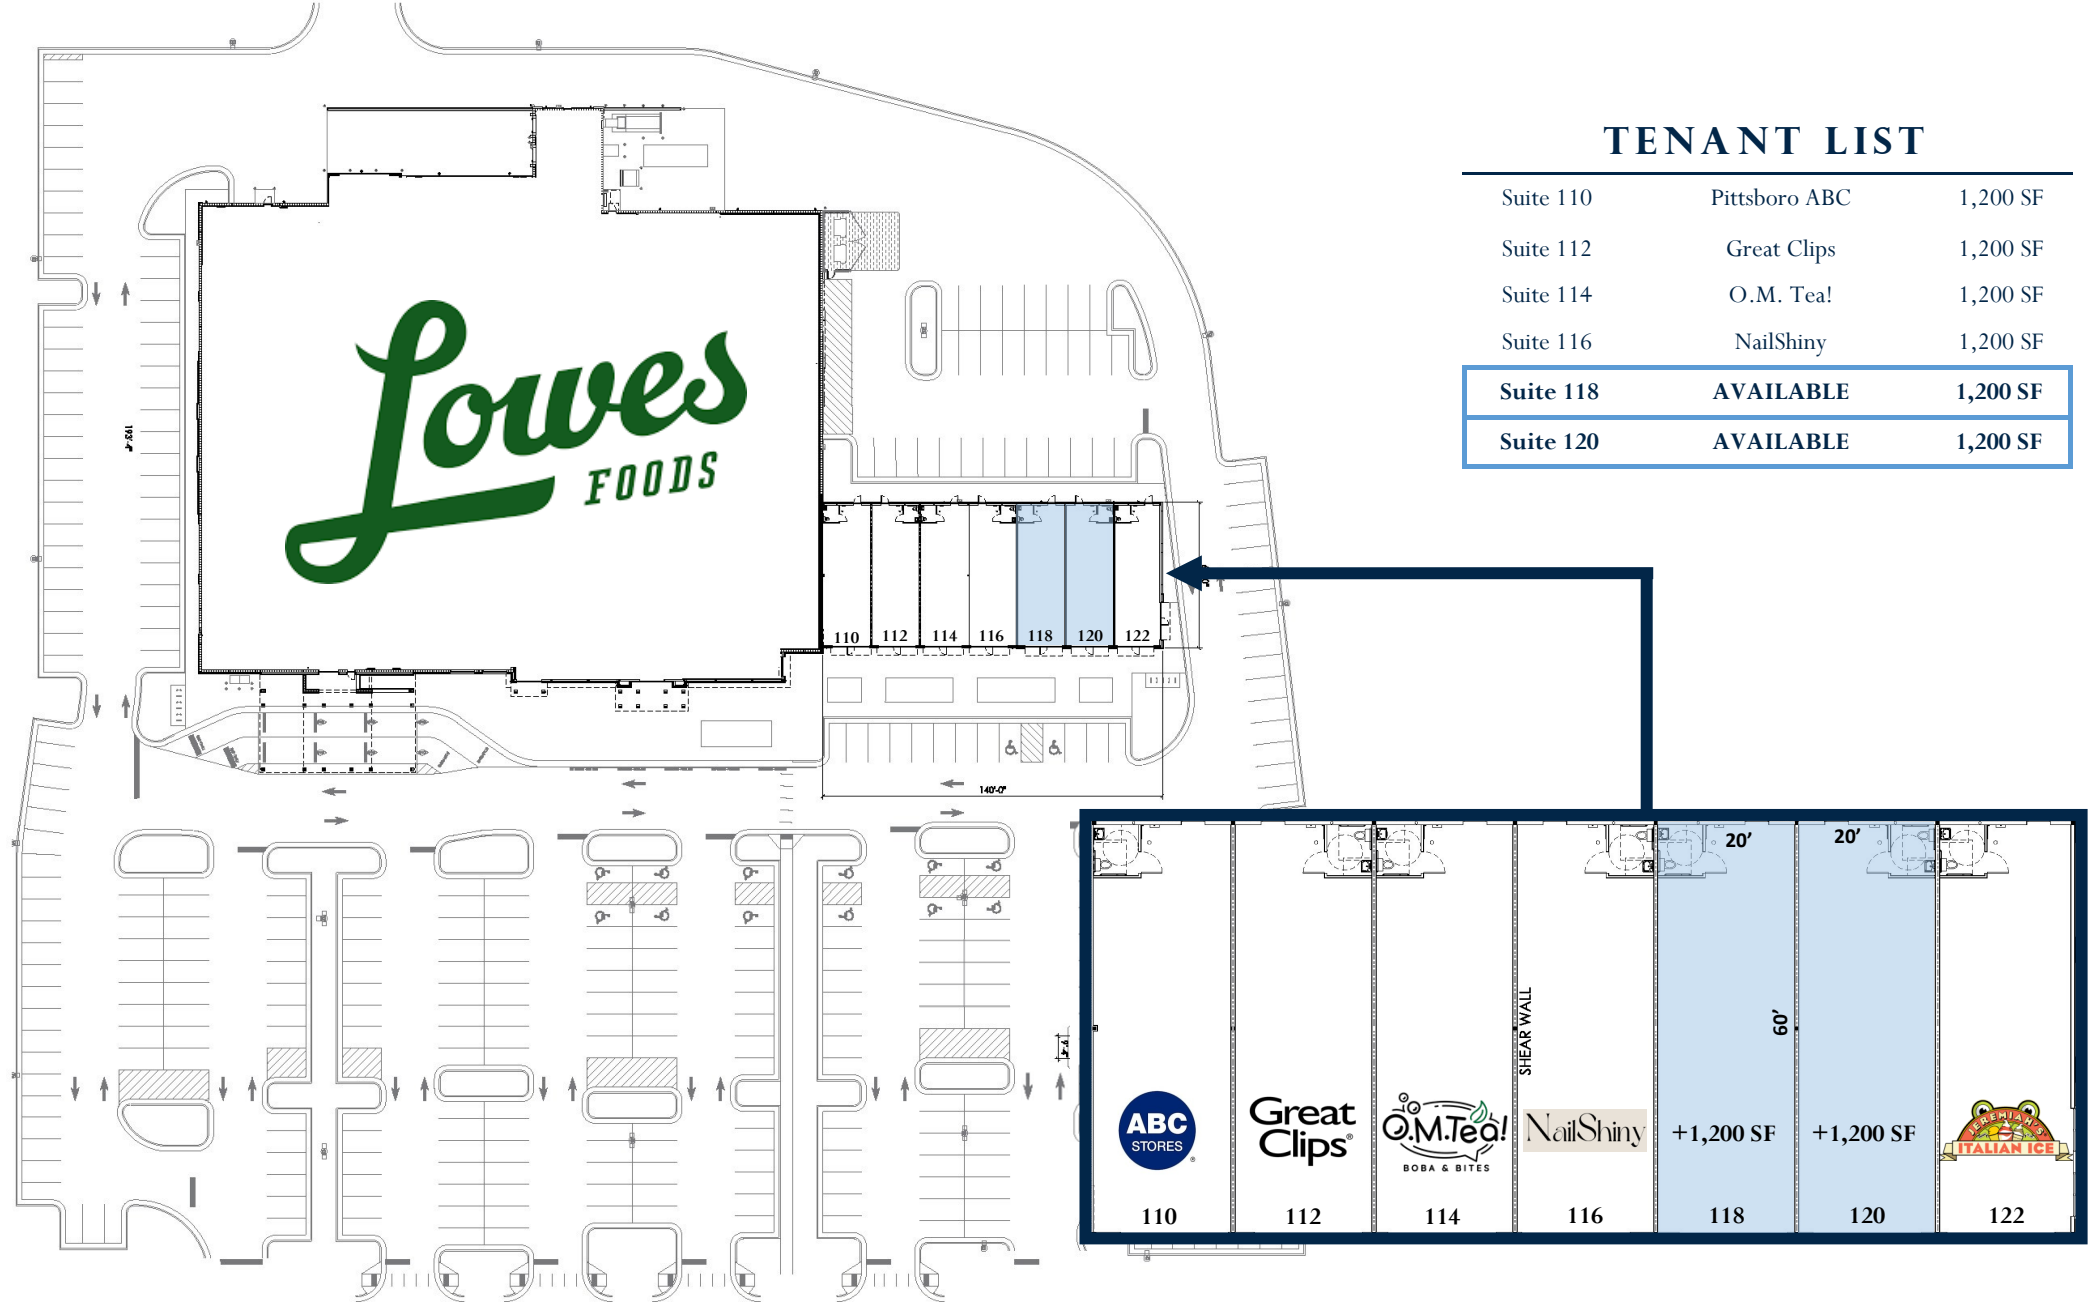 TENANT LIST
Suite 110 Pittsboro ABC 1,200 SF
Suite 112 Great Clips 1,200 SF
Suite 114 O.M. Tea! 1,200 SF
Suite 116 NailShiny 1,200 SF
Suite 118 AVAILABLE 1,200 SF
Suite 120 AVAILABLE 1,200 SF
Lowes
FOODS
193'-4"
110 112 114 116 118 120 122
140'-0"
20’ 20’
60’
SHEAR WALL
ABC
STORES
Great
Clips®
O.M.Tea!
BOBA & BITES
NailShiny
+1,200 SF
+1,200 SF
JEREMIAH'S
ITALIAN ICE
110 112 114 116 118 120 122